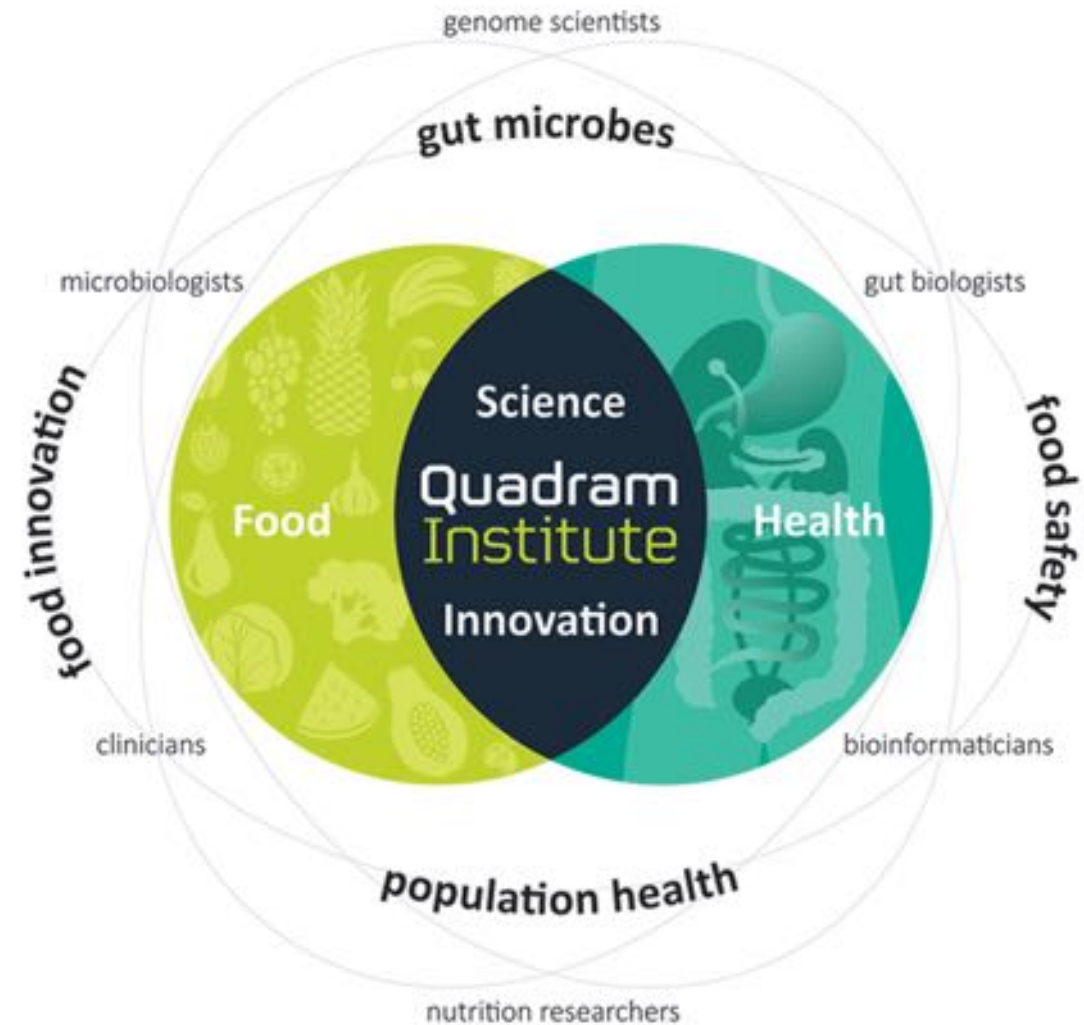 genome scientists
gut microbes
microbiologists
gut biologists
food innovation
food safety
Science
Quadram
Institute
Innovation
Food
Health
clinicians
bioinformaticians
population health
nutrition researchers